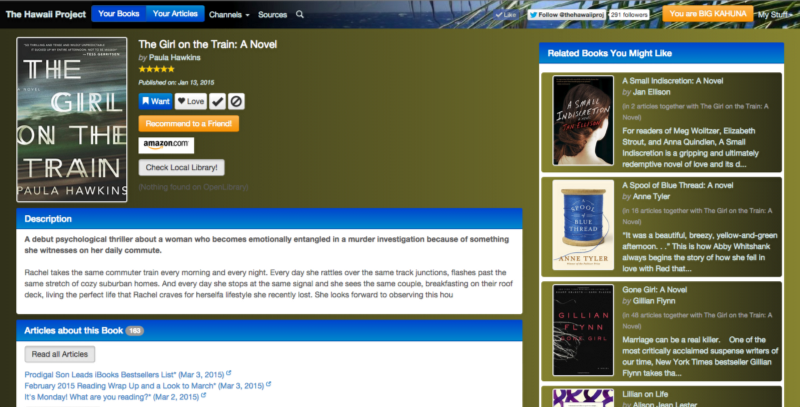 The Hawaii Project
Your Books
Your Articles
Channels
Sources
Like
Follow @thehawaiiproj
291 followers
You are BIG KAHUNA
My Stuff
THE
A NOVEL
GIRL
ON THE
TRAIN
PAULA HAWKINS
The Girl on the Train: A Novel
by Paula Hawkins
Published on: Jan 13, 2015
Want
Love
Recommend to a Friend!
amazon.com
Check Local Library!
(Nothing found on OpenLibrary)
Description
A debut psychological thriller about a woman who becomes emotionally entangled in a murder investigation because of something
she witnesses on her daily commute.
Rachel takes the same commuter train every morning and every night. Every day she rattles over the same track junctions, flashes past the
same stretch of cozy suburban homes. And every day she stops at the same signal and she sees the same couple, breakfasting on their roof
deck, living the perfect life that Rachel craves for herselfa lifestyle she recently lost. She looks forward to observing this hou
Articles about this Book 163
Read all Articles
Prodigal Son Leads iBooks Bestsellers List" (Mar 3, 2015)
February 2015 Reading Wrap Up and a Look to March" (Mar 3, 2015)
It's Monday! What are you reading?" (Mar 2, 2015)
Related Books You Might Like
A SMALL
INDISCRETION
JAN ELLISON
A Small Indiscretion: A Novel
by Jan Ellison
(in 2 articles together with The Girl on the Train: A
Novel)
For readers of Meg Wolitzer, Elizabeth
Strout, and Anna Quindlen, A Small
Indiscretion is a gripping and ultimately
redemptive novel of love and its d...
A
SPOOL
OF
BLUE
THREAD
ANNE TYLER
A Spool of Blue Thread: A novel
by Anne Tyler
(in 16 articles together with The Girl on the Train: A
Novel)
"It was a beautiful, breezy, yellow-and-green
afternoon. . ." This is how Abby Whitshank
always begins the story of how she fell in
love with Red that...
GILLIAN
FLYNN
GONE GIRL
Gone Girl: A Novel
by Gillian Flynn
(in 48 articles together with The Girl on the Train: A
Novel)
Marriage can be a real killer. One of the
most critically acclaimed suspense writers of
our time, New York Times bestseller Gillian
Flynn takes tha...
Lillian on Life
by Alison Jean Lester